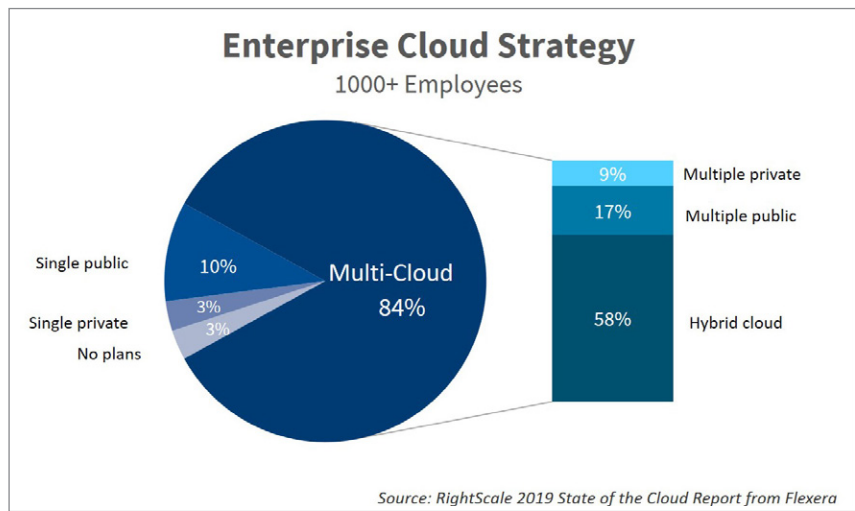 Enterprise Cloud Strategy
1000+ Employees
9%
Multiple private
17%
Multiple public
Single public
10%
Multi-Cloud
84%
3%
Single private
3%
No plans
58%
Hybrid cloud
Source: RightScale 2019 State of the Cloud Report from Flexera